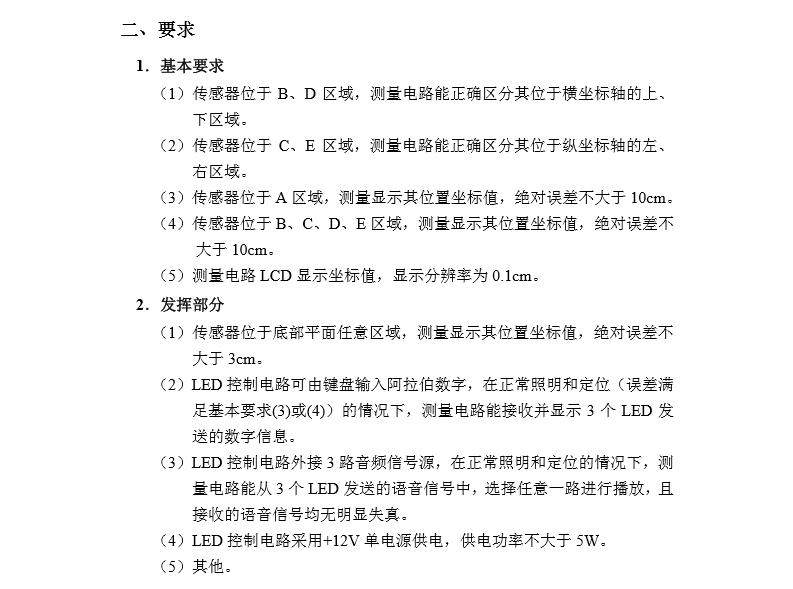 二、要求
1．基本要求
（1）传感器位于 B、D 区域，测量电路能正确区分其位于横坐标轴的上、
下区域。
（2）传感器位于 C、E 区域，测量电路能正确区分其位于纵坐标轴的左、
右区域。
（3）传感器位于 A 区域，测量显示其位置坐标值，绝对误差不大于 10cm。
（4）传感器位于 B、C、D、E 区域，测量显示其位置坐标值，绝对误差不
大于 10cm。
（5）测量电路 LCD 显示坐标值，显示分辨率为 0.1cm。
2．发挥部分
（1）传感器位于底部平面任意区域，测量显示其位置坐标值，绝对误差不
大于 3cm。
（2）LED 控制电路可由键盘输入阿拉伯数字，在正常照明和定位（误差满
足基本要求(3)或(4)）的情况下，测量电路能接收并显示 3 个 LED 发
送的数字信息。
（3）LED 控制电路外接 3 路音频信号源，在正常照明和定位的情况下，测
量电路能从 3 个 LED 发送的语音信号中，选择任意一路进行播放，且
接收的语音信号均无明显失真。
（4）LED 控制电路采用+12V 单电源供电，供电功率不大于 5W。
（5）其他。